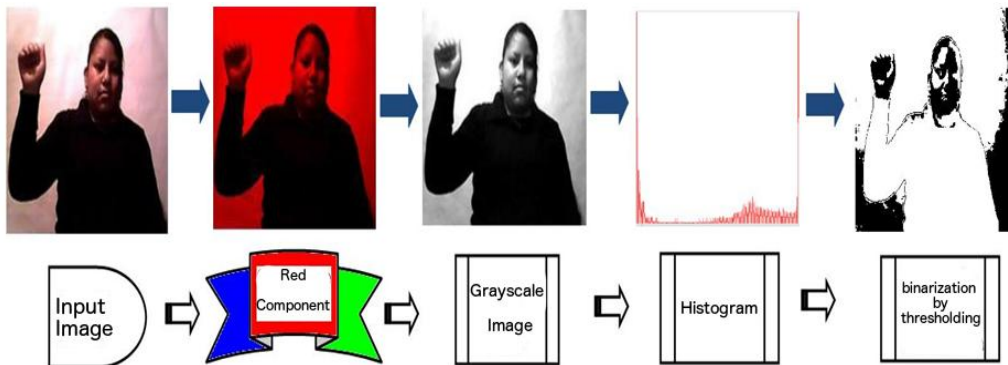 Input
Image
Red
Component
Grayscale
Image
Histogram
binarization
by
thresholding